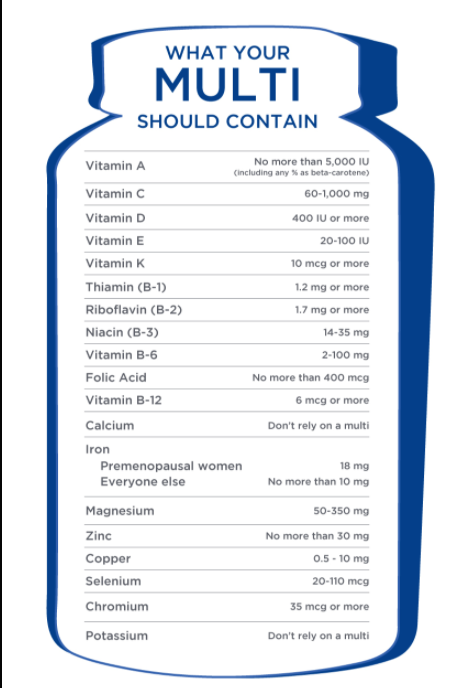 WHAT YOUR
MULTI
SHOULD CONTAIN
Vitamin A No more than 5,000 IU
(including any % as beta-carotene)
Vitamin C 60-1,000 mg
Vitamin D 400 IU or more
Vitamin E 20-100 IU
Vitamin K 10 mcg or more
Thiamin (B-1) 1.2 mg or more
Riboflavin (B-2) 1.7 mg or more
Niacin (B-3) 14-35 mg
Vitamin B-6 2-100 mg
Folic Acid No more than 400 mcg
Vitamin B-12 6 mcg or more
Calcium Don't rely on a multi
Iron
Premenopausal women 18 mg
Everyone else No more than 10 mg
Magnesium 50-350 mg
Zinc No more than 30 mg
Copper 0.5 - 10 mg
Selenium 20-110 mcg
Chromium 35 mcg or more
Potassium Don't rely on a multi